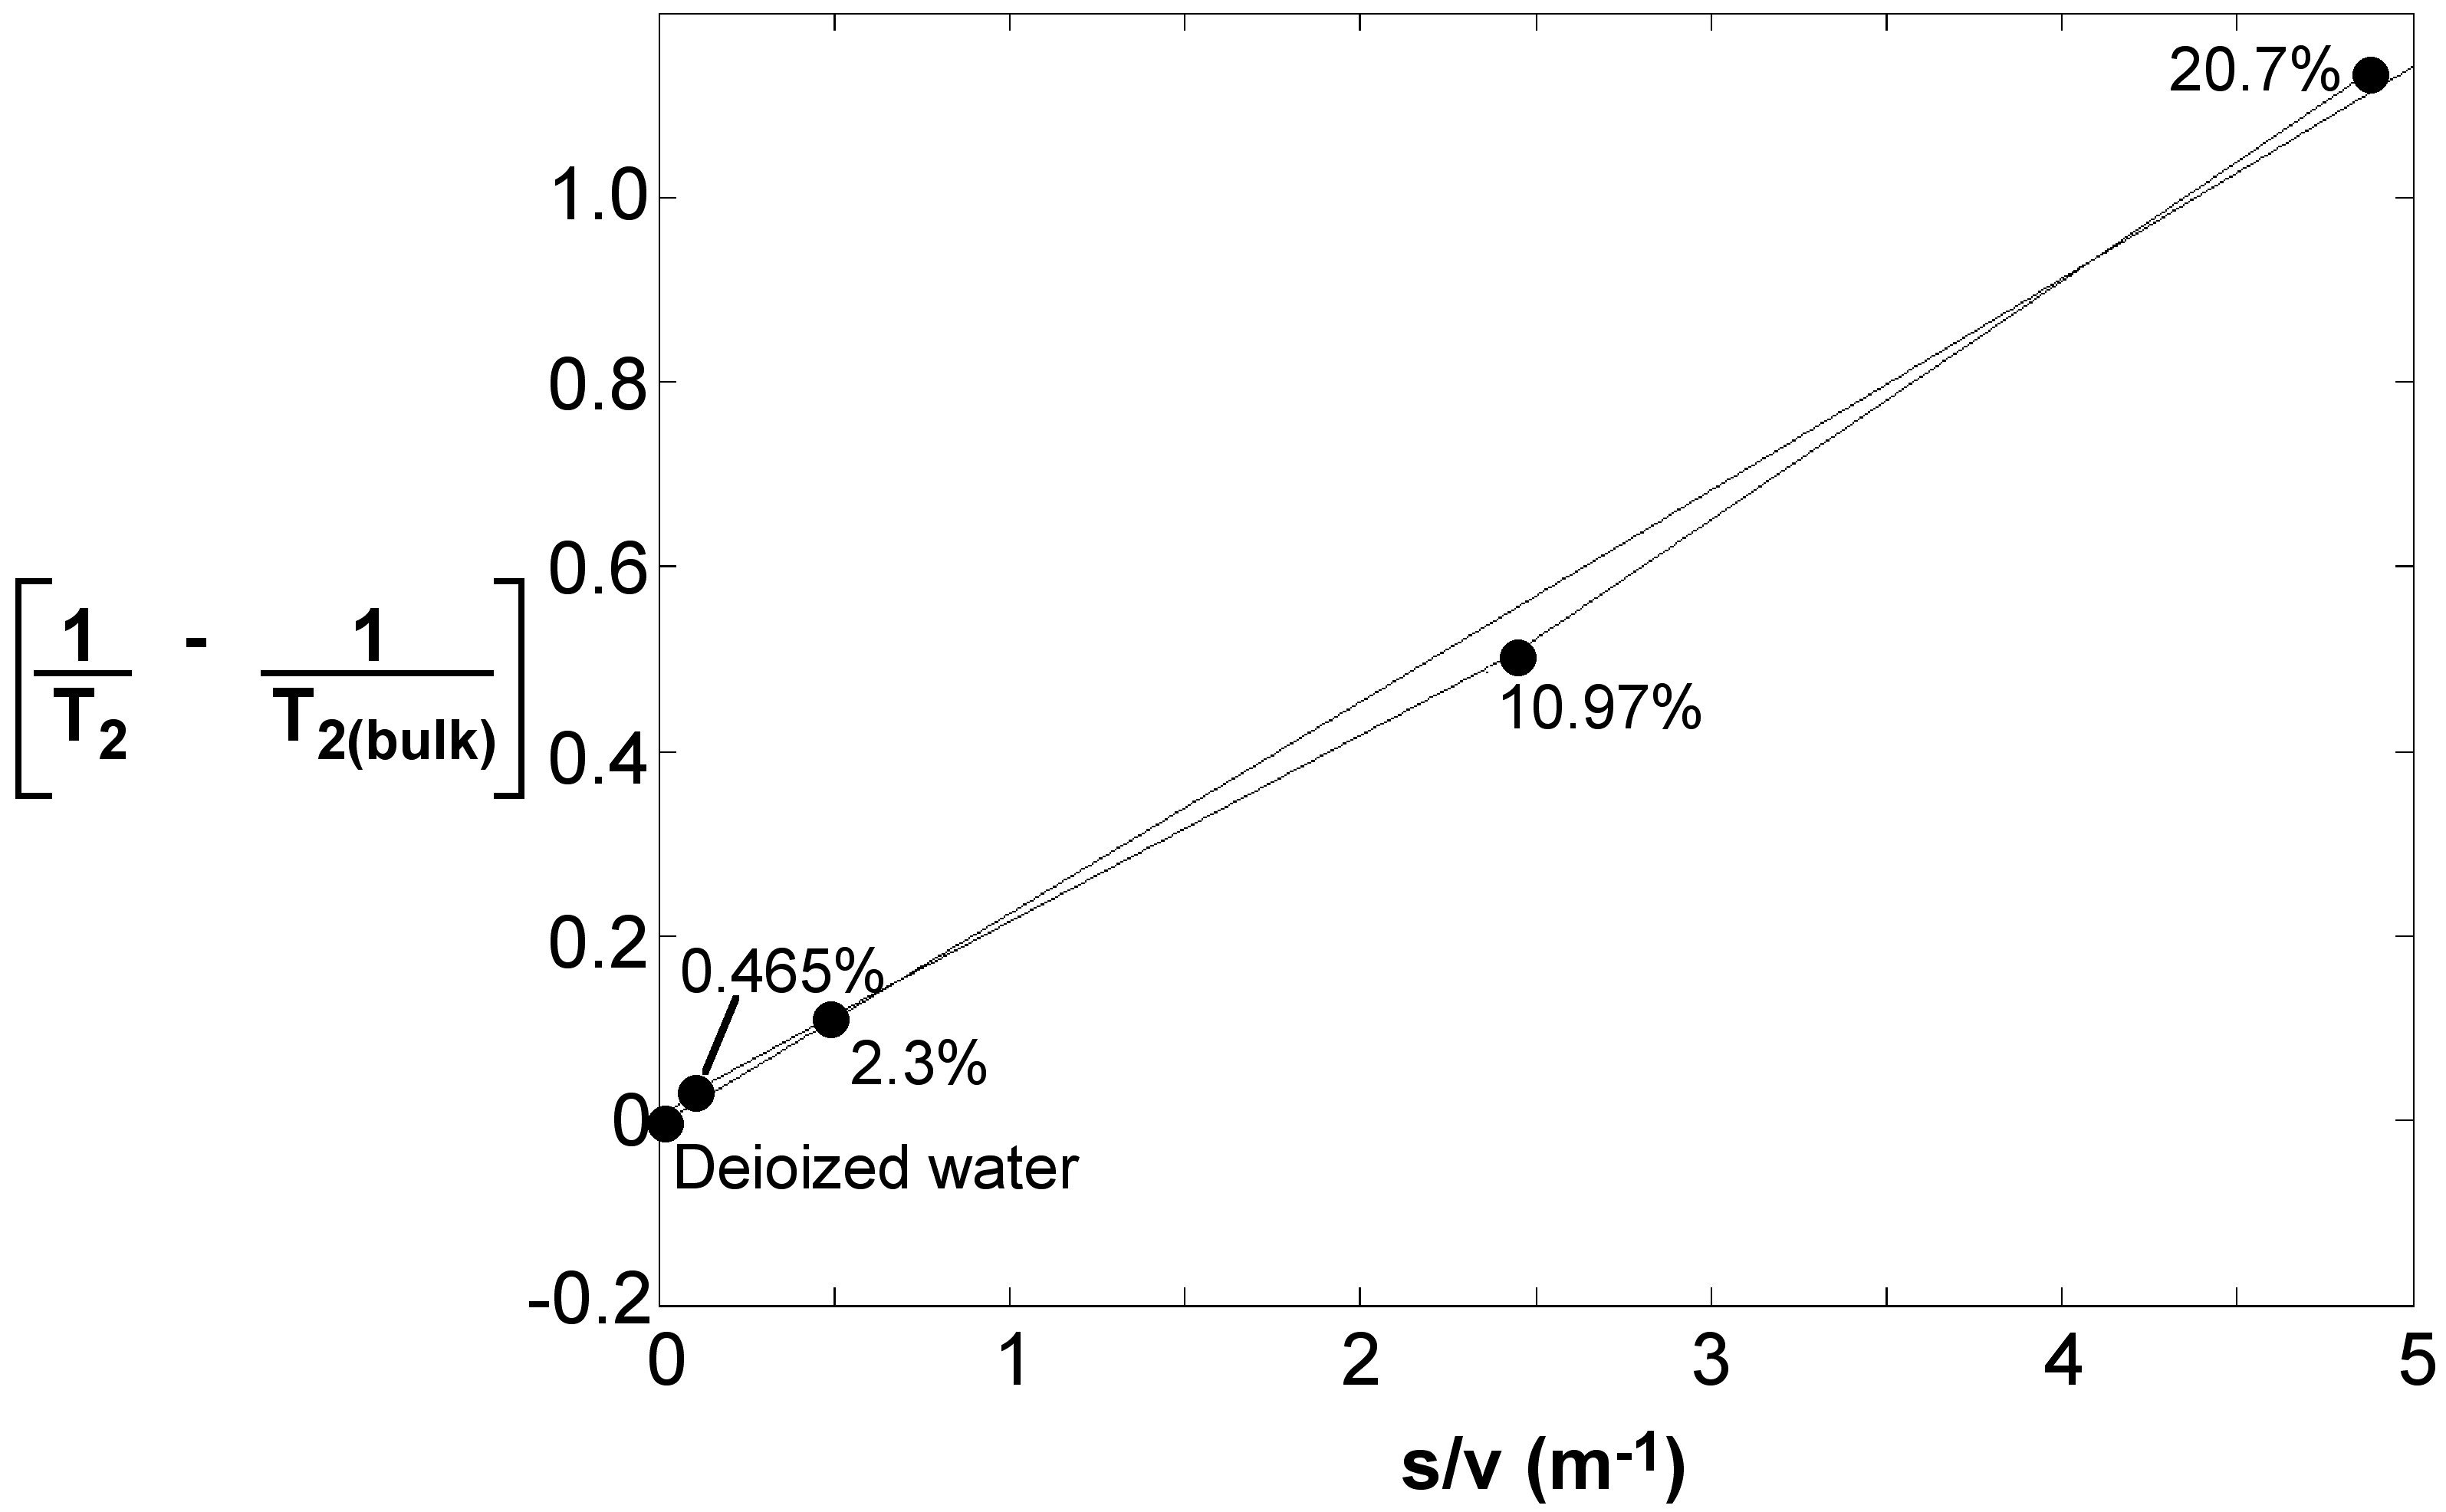 20.7%
1.0
0.8
0.6
[1/T2 - 1/T2(bulk)]
10.97%
0.4
0.2
0.465%
2.3%
0
Deioized water
-0.2
0 1 2 3 4 5
s/v (m-1)